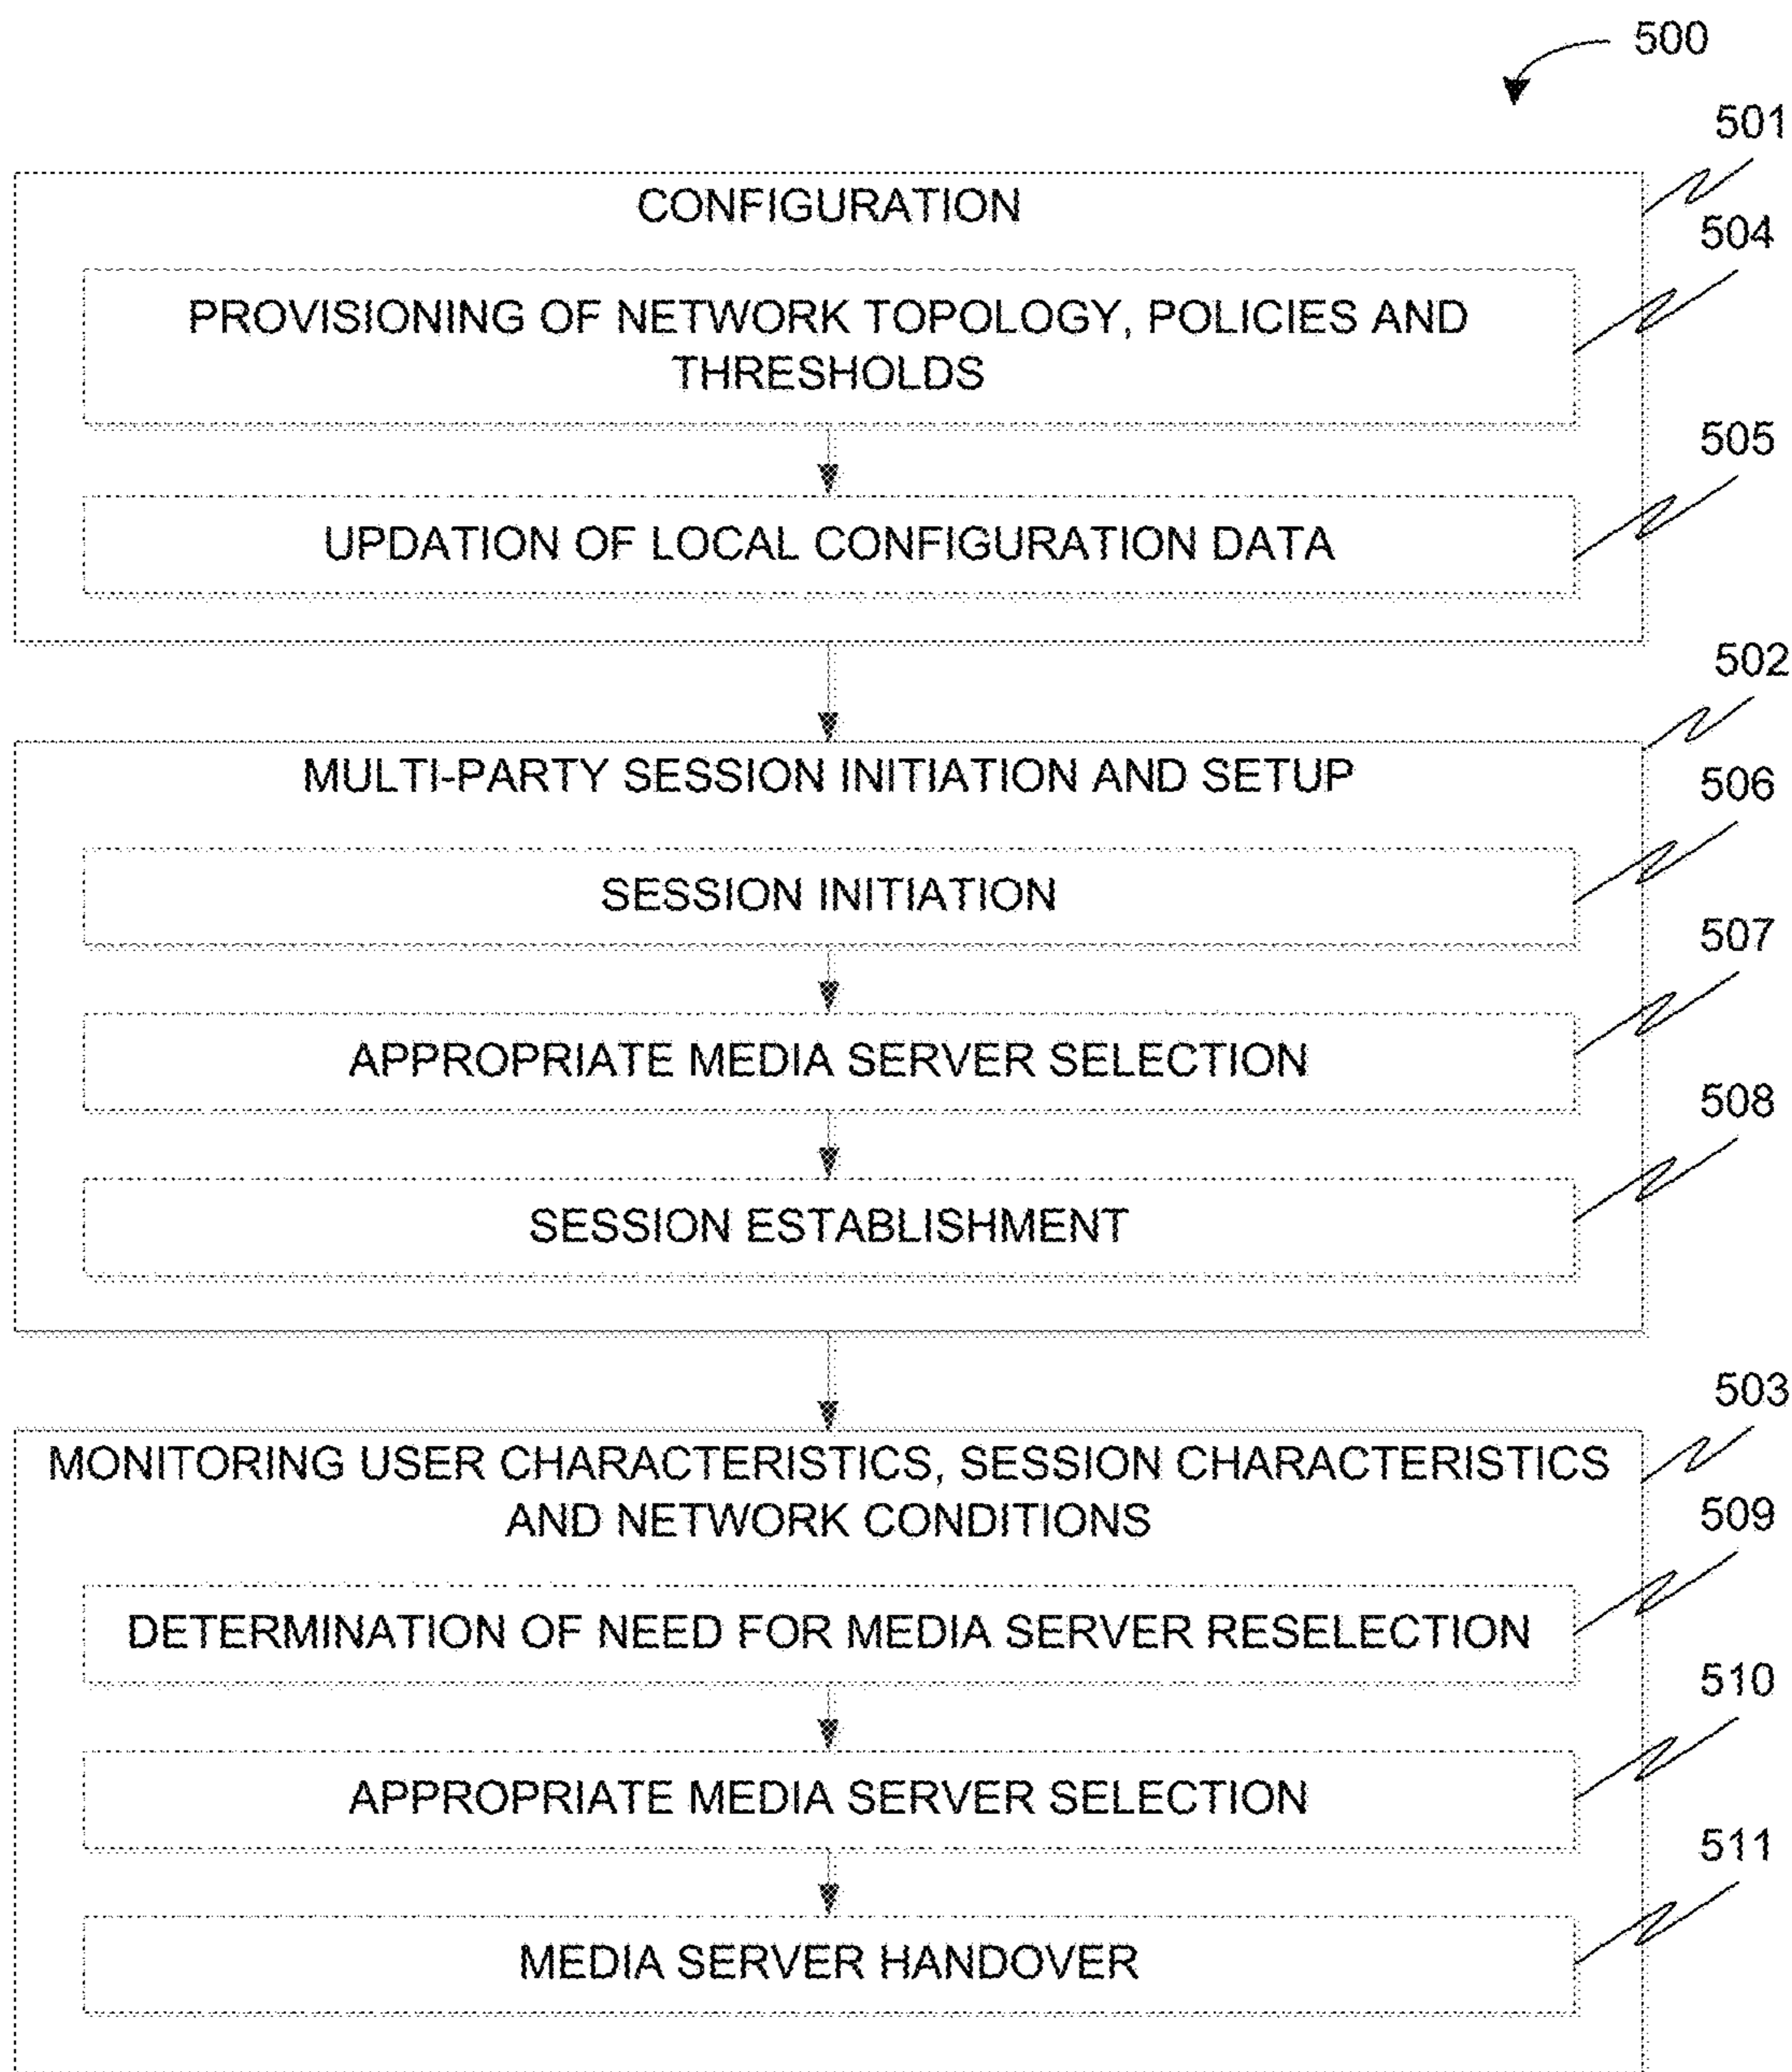 500
501
CONFIGURATION
504
PROVISIONING OF NETWORK TOPOLOGY, POLICIES AND
THRESHOLDS
505
UPDATION OF LOCAL CONFIGURATION DATA
502
MULTI-PARTY SESSION INITIATION AND SETUP
506
SESSION INITIATION
507
APPROPRIATE MEDIA SERVER SELECTION
508
SESSION ESTABLISHMENT
503
MONITORING USER CHARACTERISTICS, SESSION CHARACTERISTICS
AND NETWORK CONDITIONS
509
DETERMINATION OF NEED FOR MEDIA SERVER RESELECTION
510
APPROPRIATE MEDIA SERVER SELECTION
511
MEDIA SERVER HANDOVER